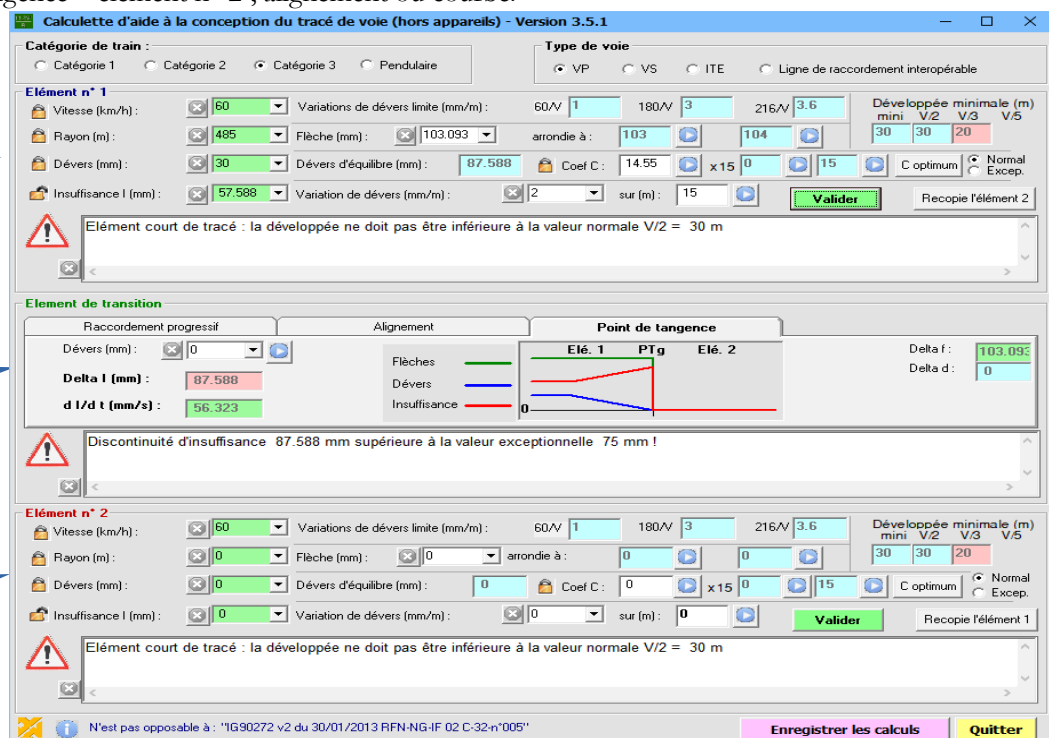 élément n° 2 , alignement ou courbe.
Calculette d'aide à la conception du tracé de voie (hors appareils) - Version 3.5.1
Catégorie de train :
Catégorie 1 Catégorie 2 Catégorie 3 Pendulaire
Type de voie
VP VS ITE Ligne de raccordement interopérable
Elément n° 1
Vitesse (km/h) : 60 Variations de dévers limite (mm/m) : 60/V 1 180/V 3 216/V 3.6
Développée minimale (m)
mini V/2 V/3 V/5
Rayon (m) : 485 Flèche (mm) : 103.093 arrondie à : 103 104 30 30 20
Dévers (mm) : 30 Dévers d'équilibre (mm) : 87.588 Coef C : 14.55 x 15 0 15 C optimum Normal
Excep.
Insuffisance I (mm) : 57.588 Variation de dévers (mm/m) : 2 sur (m) : 15 Valider Recopie l'élément 2
Elément court de tracé : la développée ne doit pas être inférieure à la valeur normale V/2 = 30 m
Element de transition
Raccordement progressif Alignement Point de tangence
Dévers (mm) : 0
Delta I (mm) : 87.588
d I/d t (mm/s) : 56.323
Flèches
Dévers
Insuffisance
Elé. 1 PTg Elé. 2
0
Delta f : 103.093
Delta d : 0
Discontinuité d'insuffisance 87.588 mm supérieure à la valeur exceptionnelle 75 mm !
Elément n° 2
Vitesse (km/h) : 60 Variations de dévers limite (mm/m) : 60/V 1 180/V 3 216/V 3.6
Développée minimale (m)
mini V/2 V/3 V/5
Rayon (m) : 0 Flèche (mm) : 0 arrondie à : 0 0 30 30 20
Dévers (mm) : 0 Dévers d'équilibre (mm) : 0 Coef C : 0 x 15 0 15 C optimum Normal
Excep.
Insuffisance I (mm) : 0 Variation de dévers (mm/m) : 0 sur (m) : 0 Valider Recopie l'élément 1
Elément court de tracé : la développée ne doit pas être inférieure à la valeur normale V/2 = 30 m
N'est pas opposable à : "IG90272 v2 du 30/01/2013 RFN-NG-IF 02 C-32-n°005"
Enregistrer les calculs Quitter